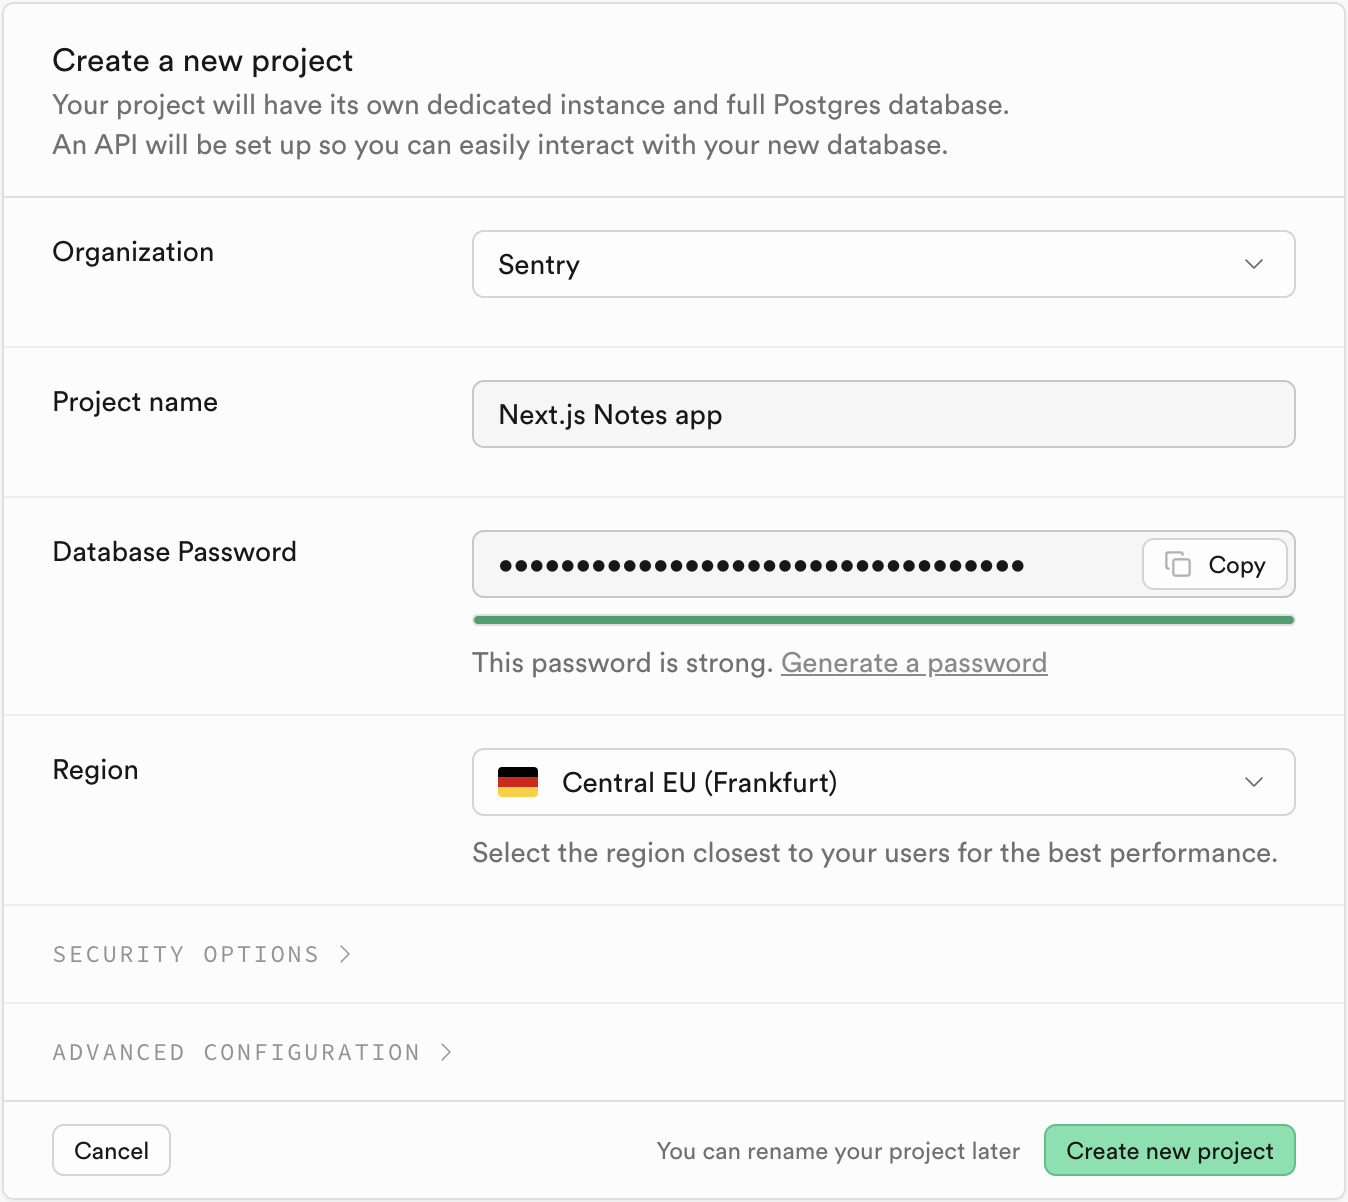 Create a new project
Your project will have its own dedicated instance and full Postgres database.
An API will be set up so you can easily interact with your new database.
Organization
Sentry
Project name
Next.js Notes app
Database Password
••••••••••••••••••••••••••••••••••
Copy
This password is strong. Generate a password
Region
Central EU (Frankfurt)
Select the region closest to your users for the best performance.
SECURITY OPTIONS
ADVANCED CONFIGURATION
Cancel
You can rename your project later
Create new project